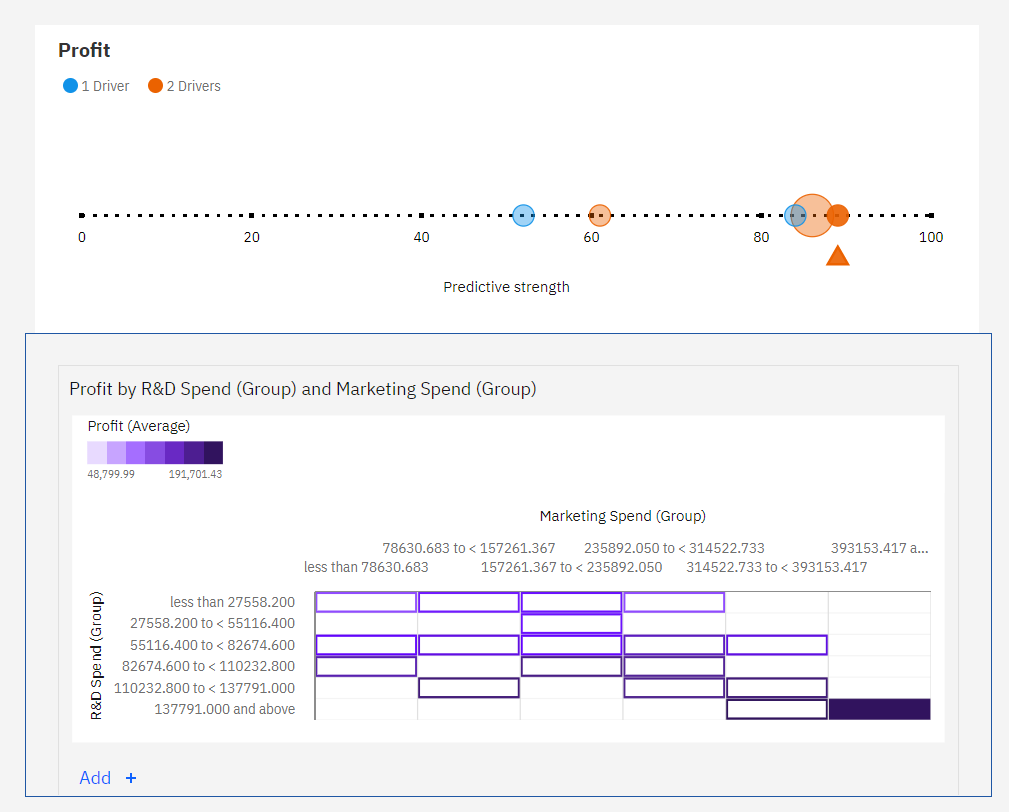 Profit
1 Driver 2 Drivers
0 20 40 60 80 100
Predictive strength
Profit by R&D Spend (Group) and Marketing Spend (Group)
Profit (Average)
48,799.99 191,701.43
Marketing Spend (Group)
78630.683 to < 157261.367 235892.050 to < 314522.733 393153.417 a...
less than 78630.683 157261.367 to < 235892.050 314522.733 to < 393153.417
R&D Spend (Group)
less than 27558.200
27558.200 to < 55116.400
55116.400 to < 82674.600
82674.600 to < 110232.800
110232.800 to < 137791.000
137791.000 and above
Add +